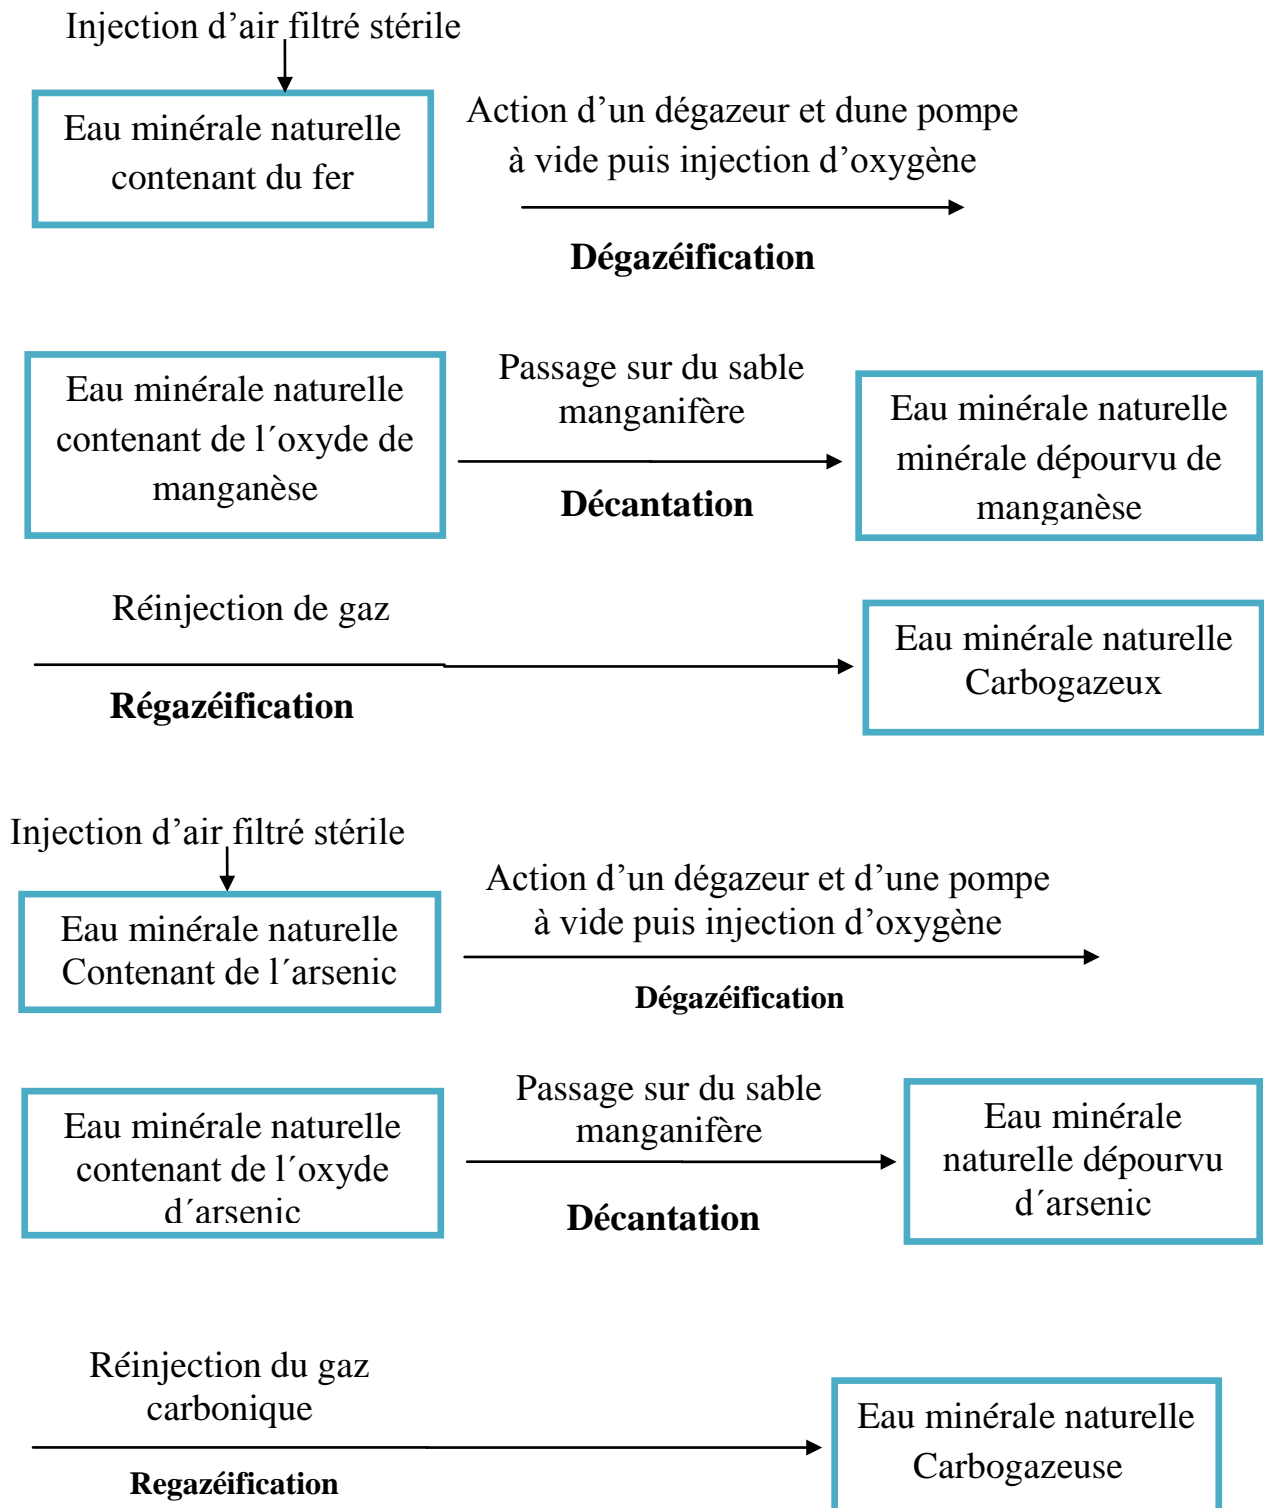 Injection d’air filtré stérile
Eau minérale naturelle
contenant du fer
Action d’un dégazeur et dune pompe
à vide puis injection d’oxygène
Dégazéification
Eau minérale naturelle
contenant de l´oxyde de
manganèse
Passage sur du sable
manganifère
Décantation
Eau minérale naturelle
minérale dépourvu de
manganèse
Réinjection de gaz
Régazéification
Eau minérale naturelle
Carbogazeux
Injection d’air filtré stérile
Eau minérale naturelle
Contenant de l´arsenic
Action d’un dégazeur et d’une pompe
à vide puis injection d’oxygène
Dégazéification
Eau minérale naturelle
contenant de l´oxyde
d´arsenic
Passage sur du sable
manganifère
Décantation
Eau minérale
naturelle dépourvu
d´arsenic
Réinjection du gaz
carbonique
Regazéification
Eau minérale naturelle
Carbogazeuse